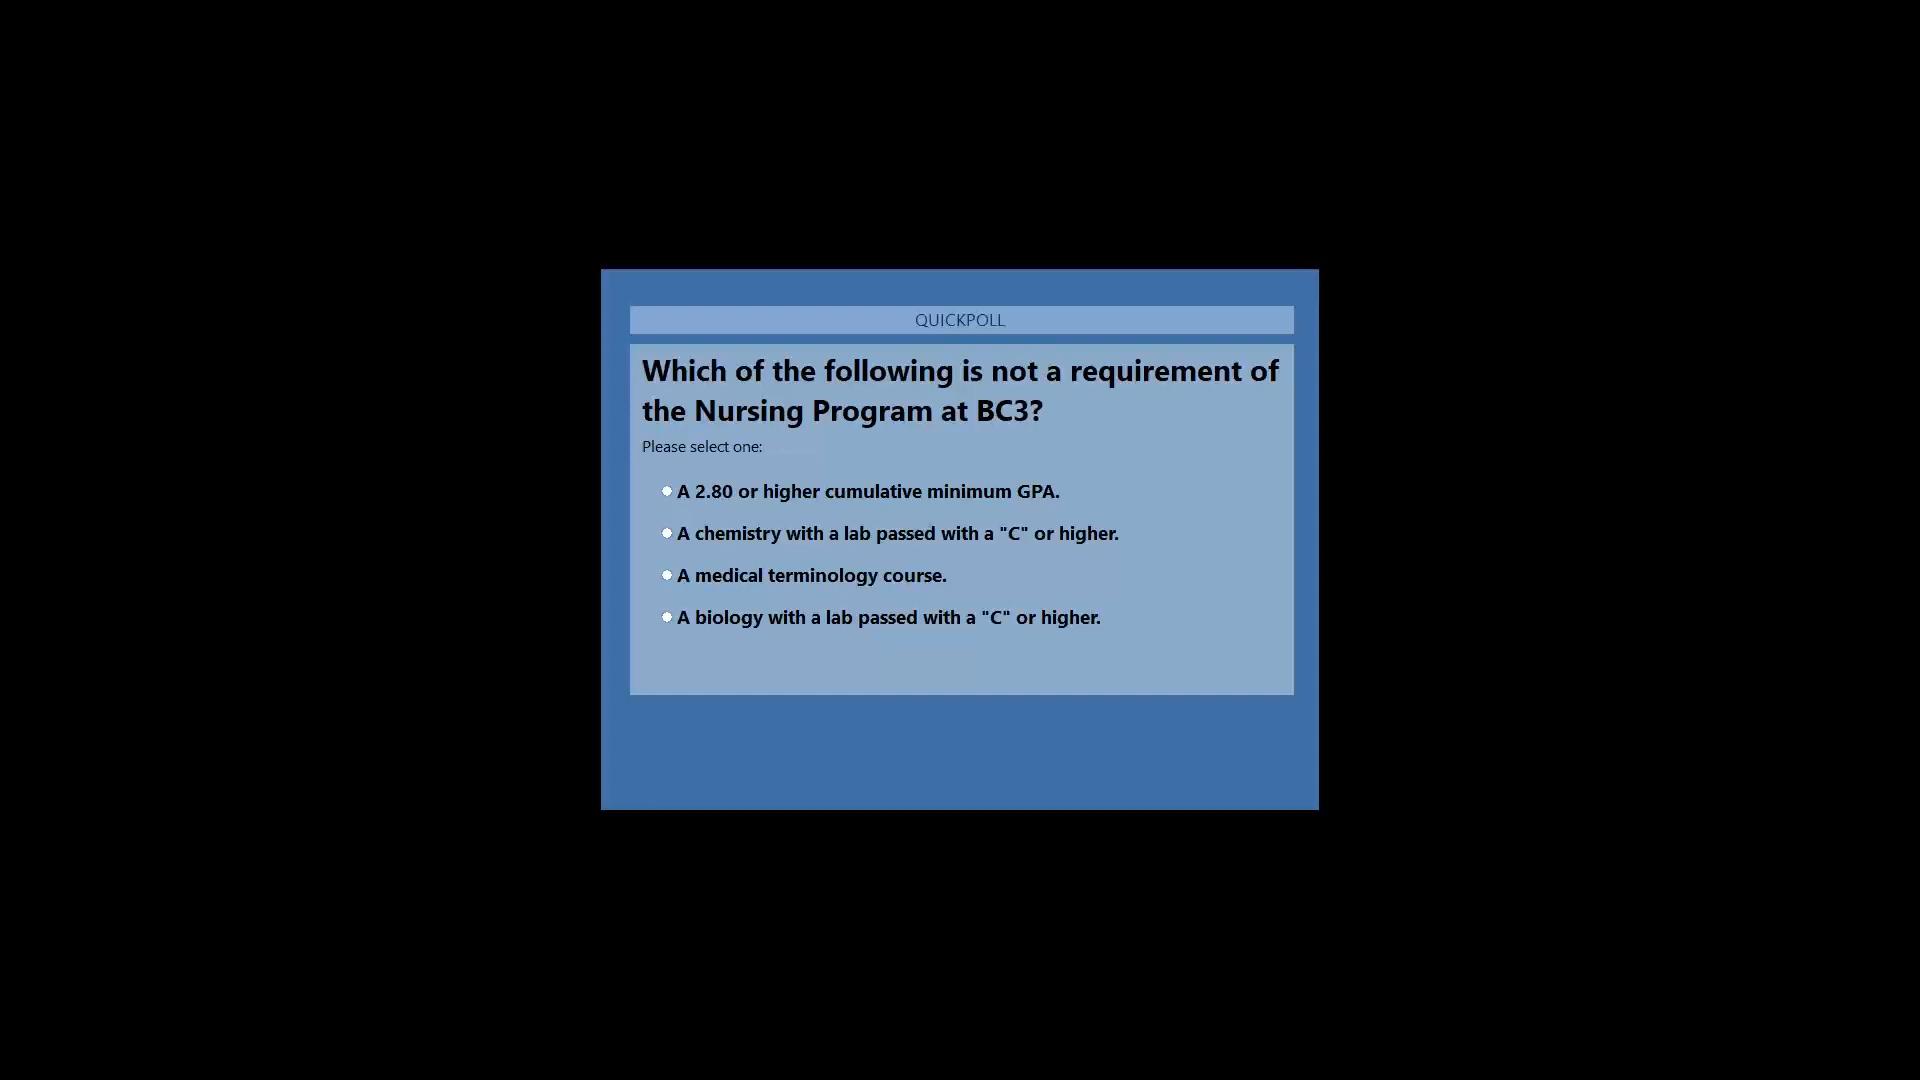 QUICKPOLL
Which of the following is not a requirement of
the Nursing Program at BC3?
Please select one:
A 2.80 or higher cumulative minimum GPA.
A chemistry with a lab passed with a "C" or higher.
A medical terminology course.
A biology with a lab passed with a "C" or higher.